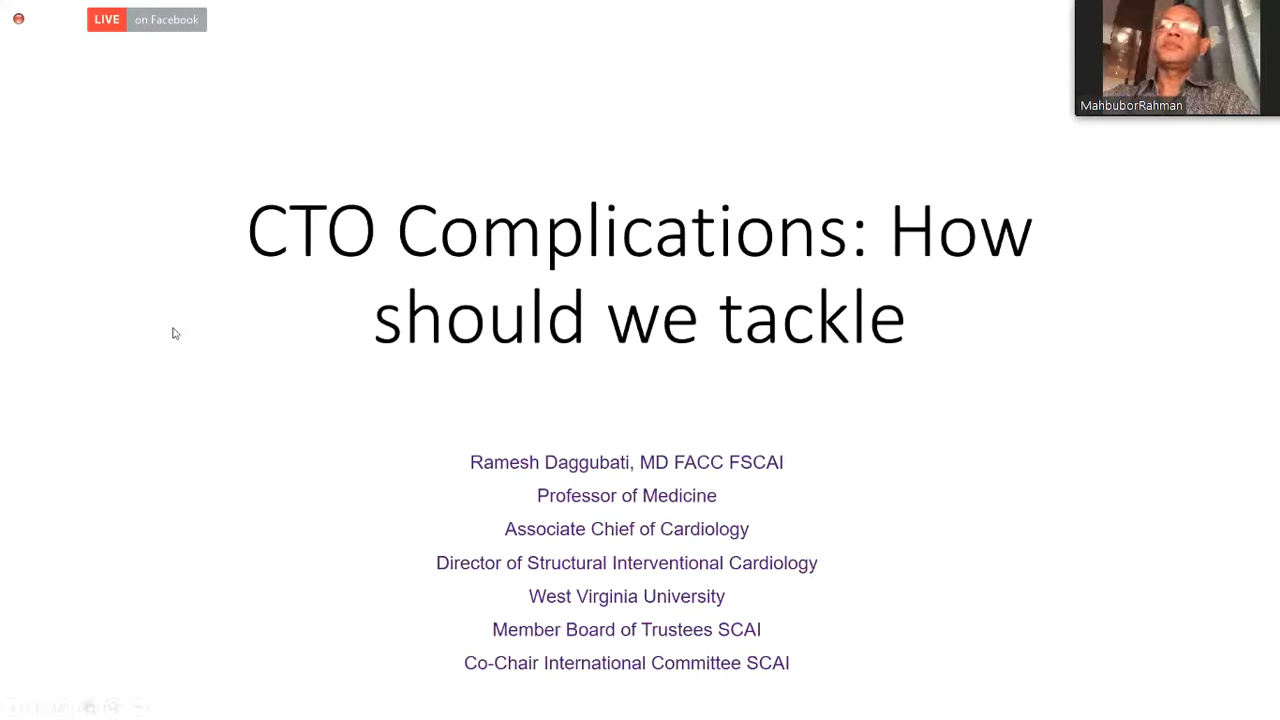 LIVE on Facebook
MahbuborRahman
CTO Complications: How
should we tackle
Ramesh Daggubati, MD FACC FSCAI
Professor of Medicine
Associate Chief of Cardiology
Director of Structural Interventional Cardiology
West Virginia University
Member Board of Trustees SCAI
Co-Chair International Committee SCAI